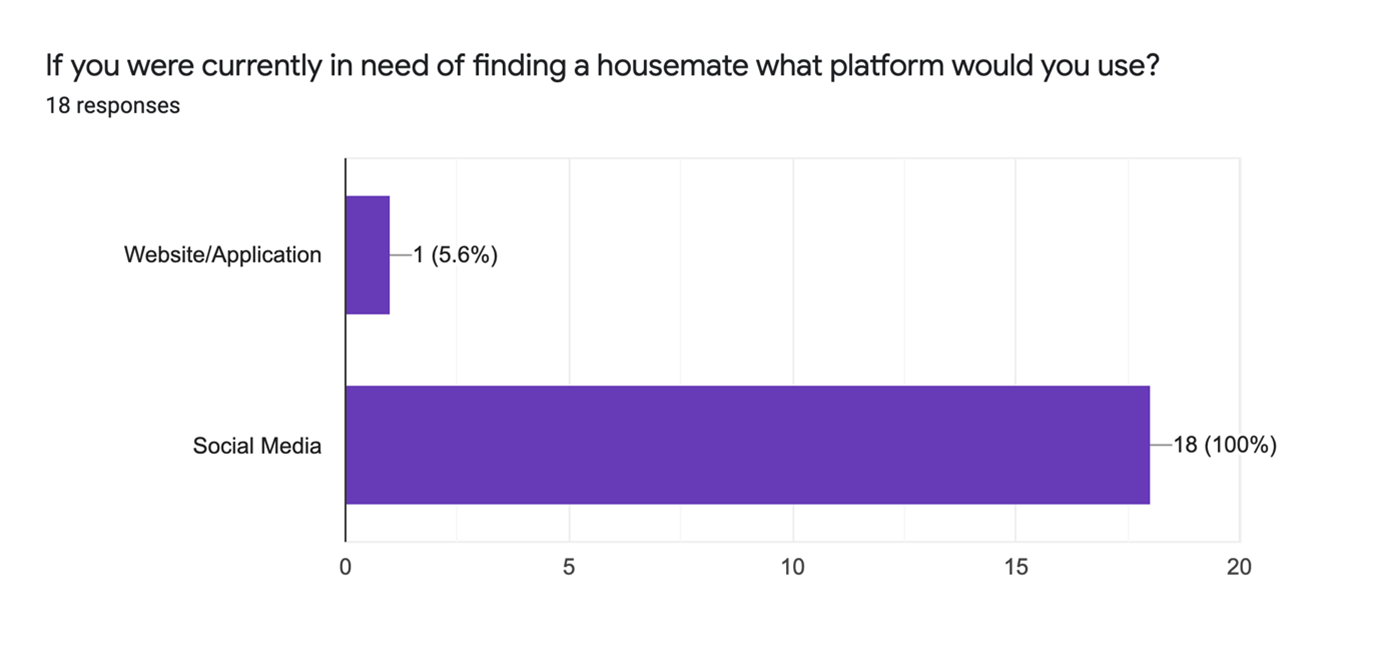 If you were currently in need of finding a housemate what platform would you use?
18 responses
Website/Application
1 (5.6%)
Social Media
18 (100%)
0
5
10
15
20